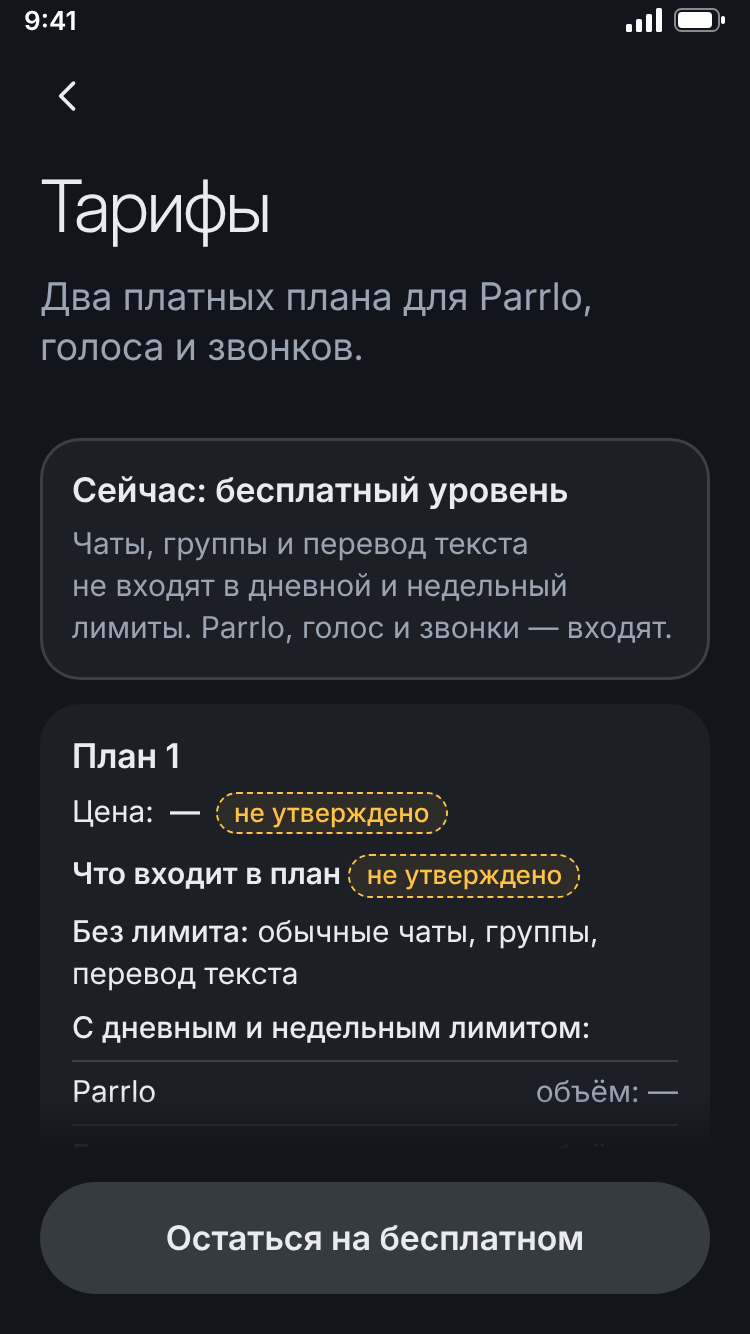 9:41
Тарифы
Два платных плана для Parrlo,
голоса и звонков.
Сейчас: бесплатный уровень
Чаты, группы и перевод текста
не входят в дневной и недельный
лимиты. Parrlo, голос и звонки — входят.
План 1
Цена: — не утверждено
Что входит в план не утверждено
Без лимита: обычные чаты, группы,
перевод текста
С дневным и недельным лимитом:
Parrlo объём: —
Остаться на бесплатном